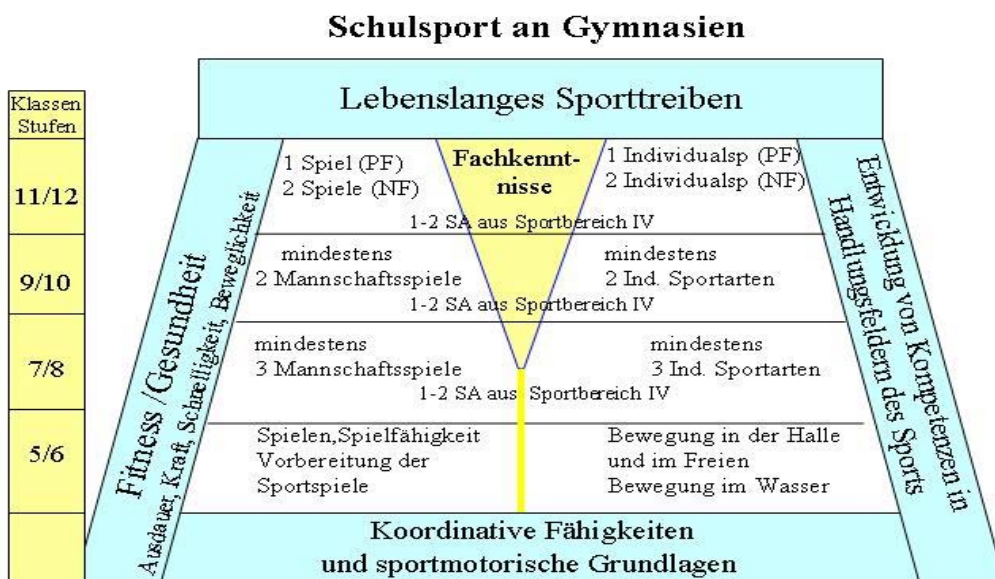 Schulsport an Gymnasien
Lebenslanges Sporttreiben
Klassen
Stufen
11/12
9/10
7/8
5/6
Fitness /Gesundheit
Ausdauer, Kraft, Schnelligkeit, Beweglichkeit
1 Spiel (PF)
2 Spiele (NF)
Fachkennt-
nisse
1 Individualsp (PF)
2 Individualsp (NF)
1-2 SA aus Sportbereich IV
mindestens
2 Mannschaftsspiele
mindestens
2 Ind. Sportarten
1-2 SA aus Sportbereich IV
mindestens
3 Mannschaftsspiele
mindestens
3 Ind. Sportarten
1-2 SA aus Sportbereich IV
Spielen,Spielfähigkeit
Vorbereitung der
Sportspiele
Bewegung in der Halle
und im Freien
Bewegung im Wasser
Entwicklung von Kompetenzen in
Handlungsfeldern des Sports
Koordinative Fähigkeiten
und sportmotorische Grundlagen